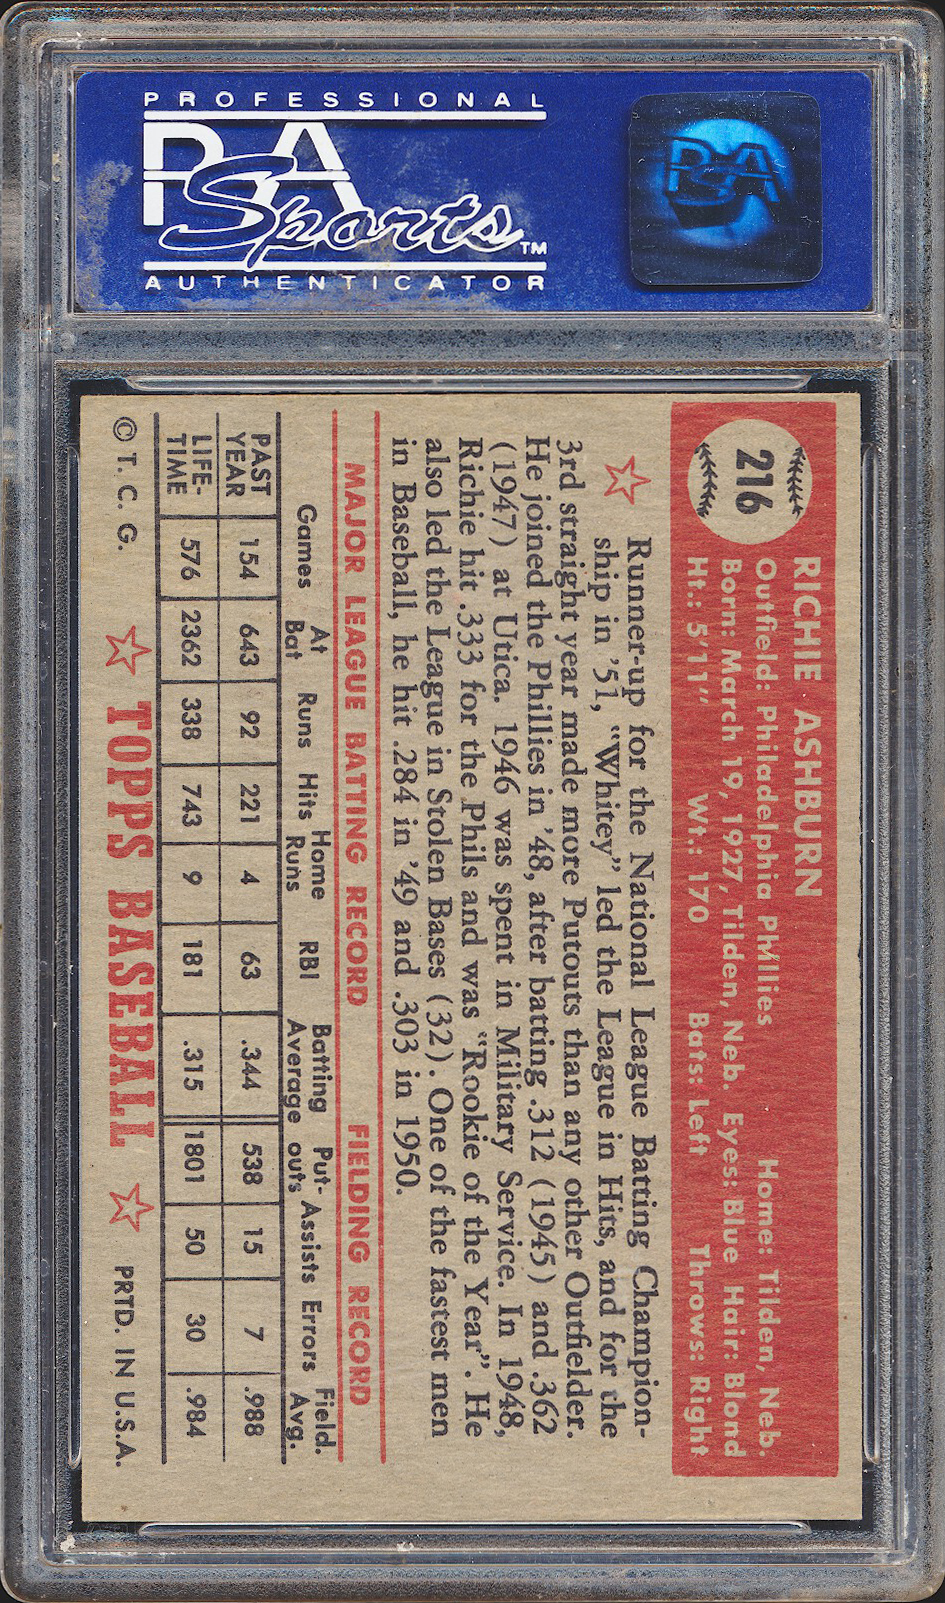 PROFESSIONAL
PSA
Sports™
AUTHENTICATOR
PSA
216
RICHIE ASHBURN
Outfield: Philadelphia Phillies Home: Tilden, Neb.
Born: March 19, 1927, Tilden, Neb. Eyes: Blue Hair: Blond
Ht.: 5'11" Wt.: 170 Bats: Left Throws: Right
Runner-up for the National League Batting Champion-
ship in '51, "Whitey" led the League in Hits, and for the
3rd straight year made more Putouts than any other Outfielder.
He joined the Phillies in '48, after batting .312 (1945) and .362
(1947) at Utica. 1946 was spent in Military Service. In 1948,
Richie hit .333 for the Phils and was "Rookie of the Year". He
also led the League in Stolen Bases (32). One of the fastest men
in Baseball, he hit .284 in '49 and .303 in 1950.
MAJOR LEAGUE BATTING RECORD FIELDING RECORD
Games At Bat Runs Hits Home Runs RBI Batting Average Put-outs Assists Errors Field. Avg.
PAST YEAR 154 643 92 221 4 63 .344 538 15 7 .988
LIFE-TIME 576 2362 338 743 9 181 .315 1801 50 30 .984
© T. C. G. TOPPS BASEBALL PRTD. IN U.S.A.